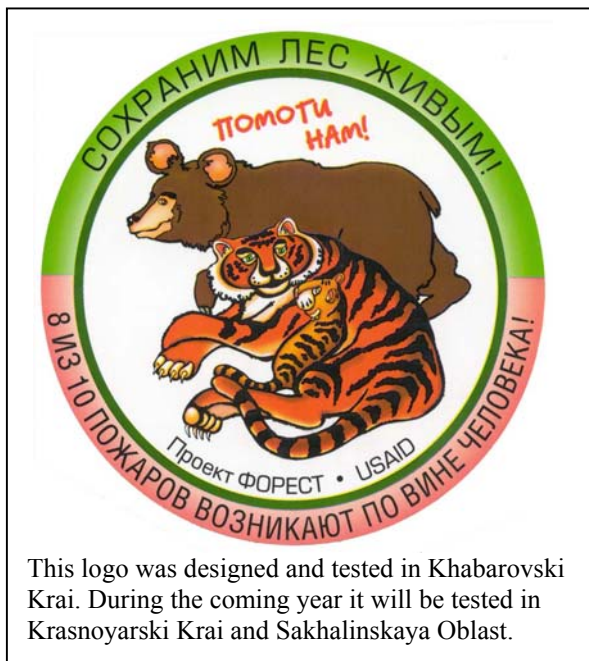 СОХРАНИМ ЛЕС ЖИВЫМ!
ПОМОГИ
НАМ!
Проект ФОРЕСТ • USAID
8 ИЗ 10 ПОЖАРОВ ВОЗНИКАЮТ ПО ВИНЕ ЧЕЛОВЕКА!
This logo was designed and tested in Khabarovski
Krai. During the coming year it will be tested in
Krasnoyarski Krai and Sakhalinskaya Oblast.